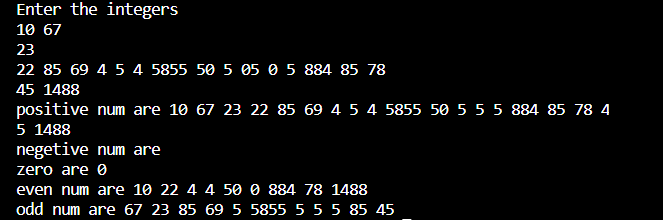 Enter the integers
10 67
23
22 85 69 4 5 4 5855 50 5 05 0 5 884 85 78
45 1488
positive num are 10 67 23 22 85 69 4 5 4 5855 50 5 5 5 884 85 78 4
5 1488
negetive num are
zero are 0
even num are 10 22 4 4 50 0 884 78 1488
odd num are 67 23 85 69 5 5855 5 5 5 85 45